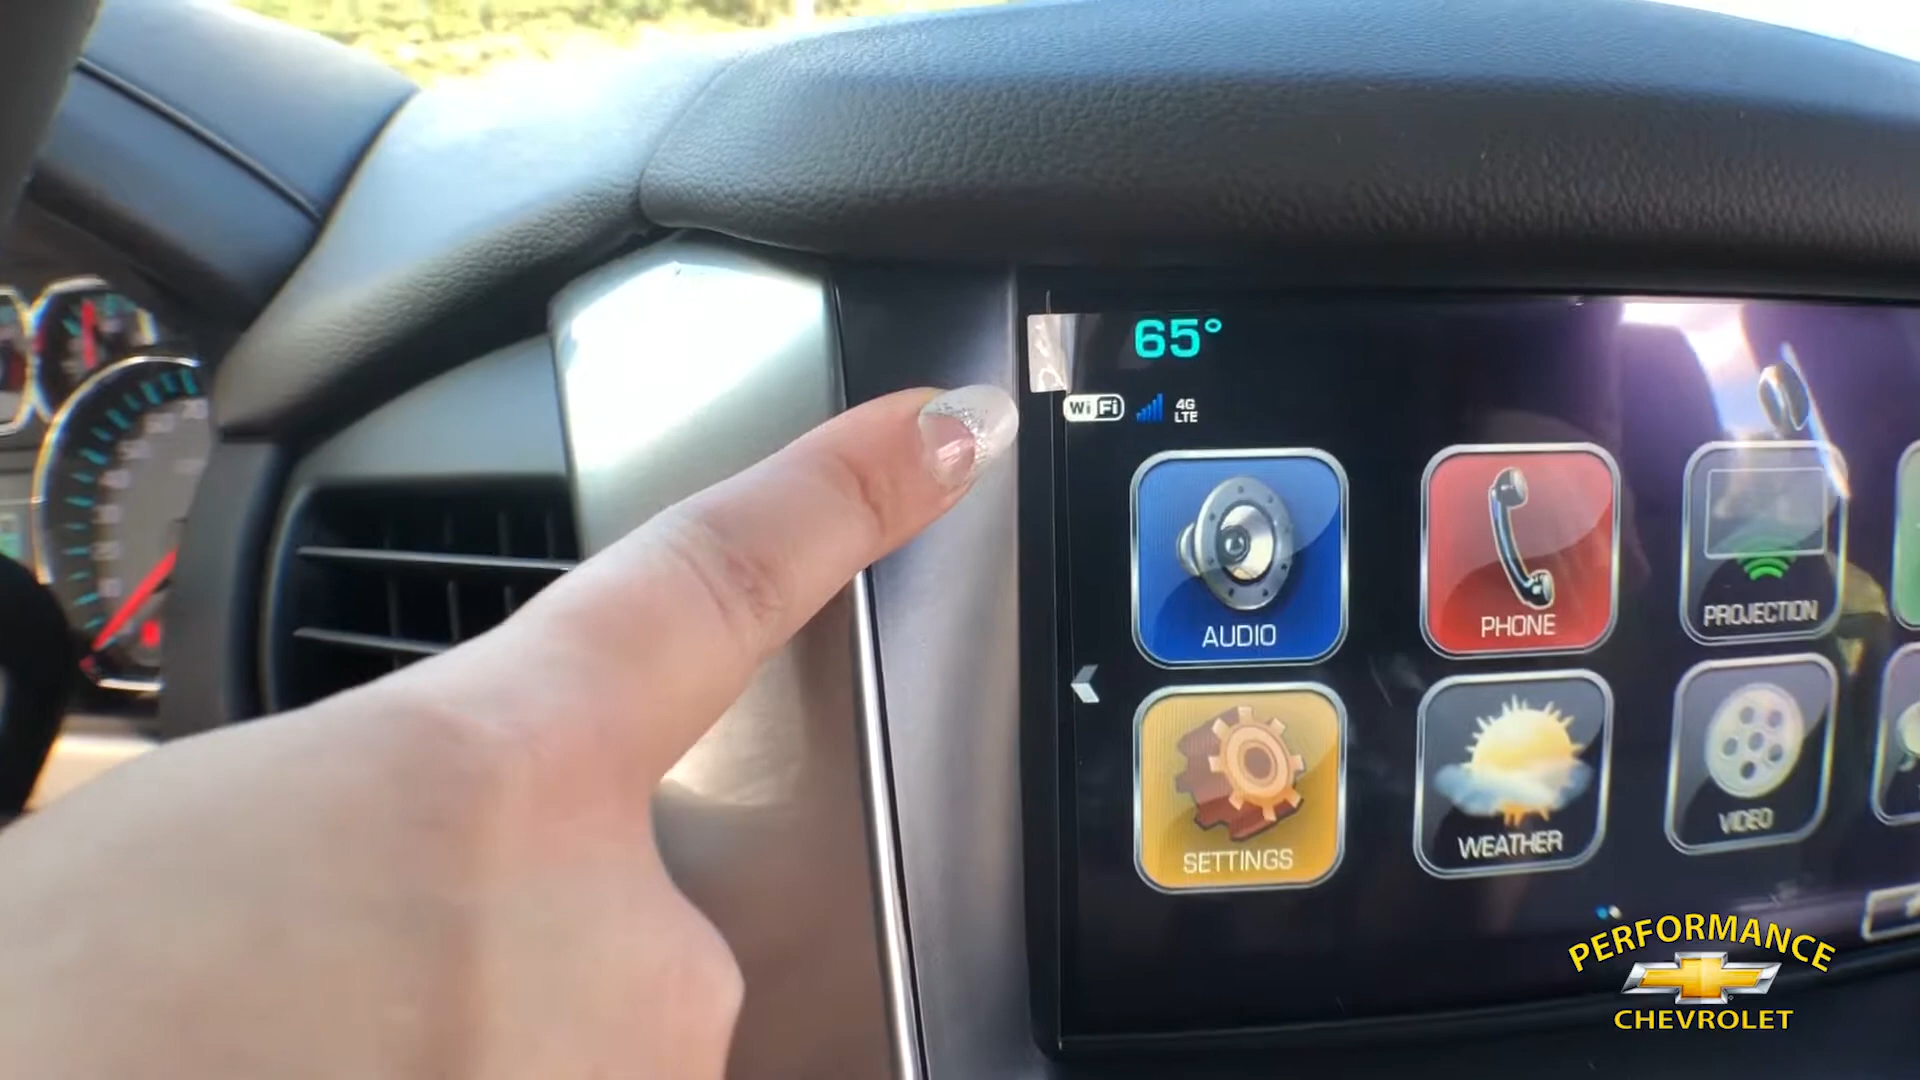 65°
WiFi 4G LTE
AUDIO PHONE PROJECTION
SETTINGS WEATHER VIDEO
PERFORMANCE
CHEVROLET